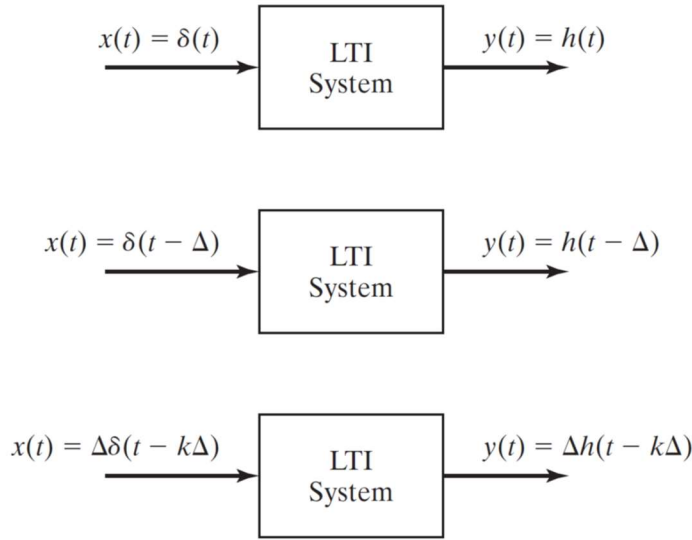 x(t) = δ(t)
LTI
System
y(t) = h(t)
x(t) = δ(t − Δ)
LTI
System
y(t) = h(t − Δ)
x(t) = Δδ(t − kΔ)
LTI
System
y(t) = Δh(t − kΔ)